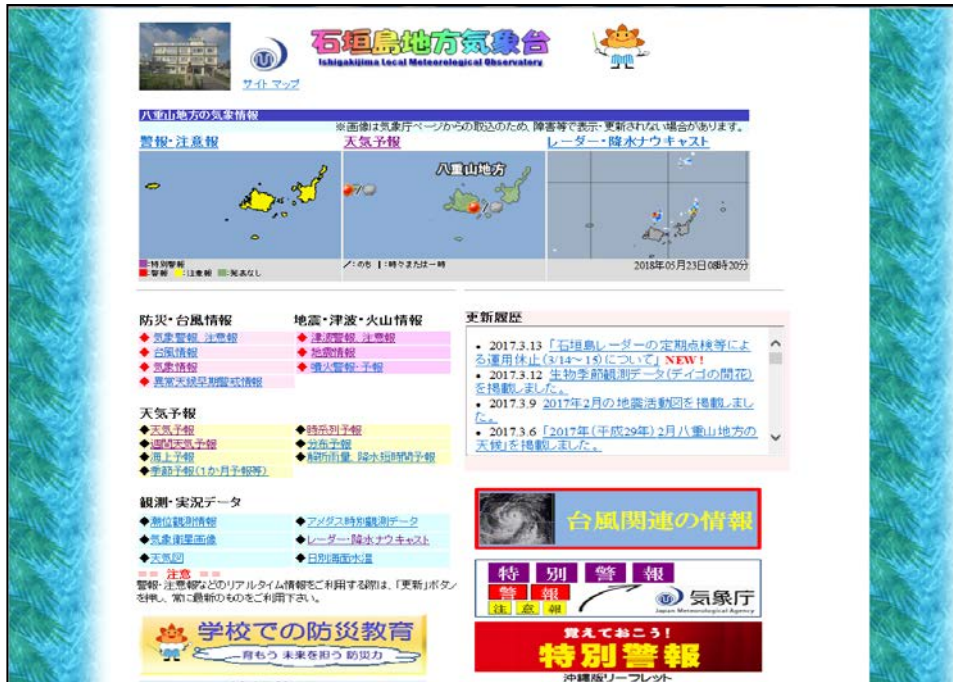 石垣島地方気象台
Ishigakijima Local Meteorological Observatory
サイトマップ
八重山地方の気象情報
※画像は気象庁ページからの取込のため、障害等で表示・更新されない場合があります。
警報・注意報
天気予報
レーダー・降水ナウキャスト
八重山地方
■:特別警報
■:警報 ■:注意報 ■:発表なし
/:のち |:時々または一時
2018年05月23日08時20分
防災・台風情報
◆ 気象警報、注意報
◆ 台風情報
◆ 気象情報
◆ 異常天候早期警戒情報
地震・津波・火山情報
◆ 津波警報、注意報
◆ 地震情報
◆ 噴火警報・予報
更新履歴
• 2017.3.13 「石垣島レーダーの定期点検等によ
る運用休止(3/14~15)について」 NEW!
• 2017.3.12 生物季節観測データ(デイゴの開花)
を掲載しました。
• 2017.3.9 2017年2月の地震活動図を掲載しまし
た。
• 2017.3.6 「2017年(平成29年) 2月八重山地方の
天候」を掲載しました。
天気予報
◆天気予報
◆週間天気予報
◆海上予報
◆季節予報(1か月予報等)
◆時系列予報
◆分布予報
◆解析雨量、降水短時間予報
観測・実況データ
◆潮位観測情報
◆気象衛星画像
◆天気図
◆アメダス時別観測データ
◆レーダー・降水ナウキャスト
◆日別海面水温
== 注意 ==
警報・注意報などのリアルタイム情報をご利用する際は、「更新」ボタ
ンを押し、常に最新のものをご利用下さい。
学校での防災教育
―育もう 未来を担う 防災力
台風関連の情報
特別警報
警報
注意報
気象庁
Japan Meteorological Agency
覚えておこう!
特別警報
沖縄版リーフレット